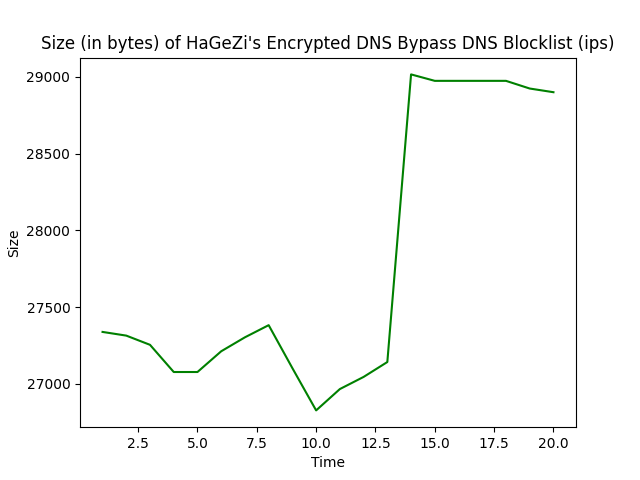 Size (in bytes) of HaGeZi's Encrypted DNS Bypass DNS Blocklist (ips)
29000
28500
28000
27500
27000
Size
2.5 5.0 7.5 10.0 12.5 15.0 17.5 20.0
Time